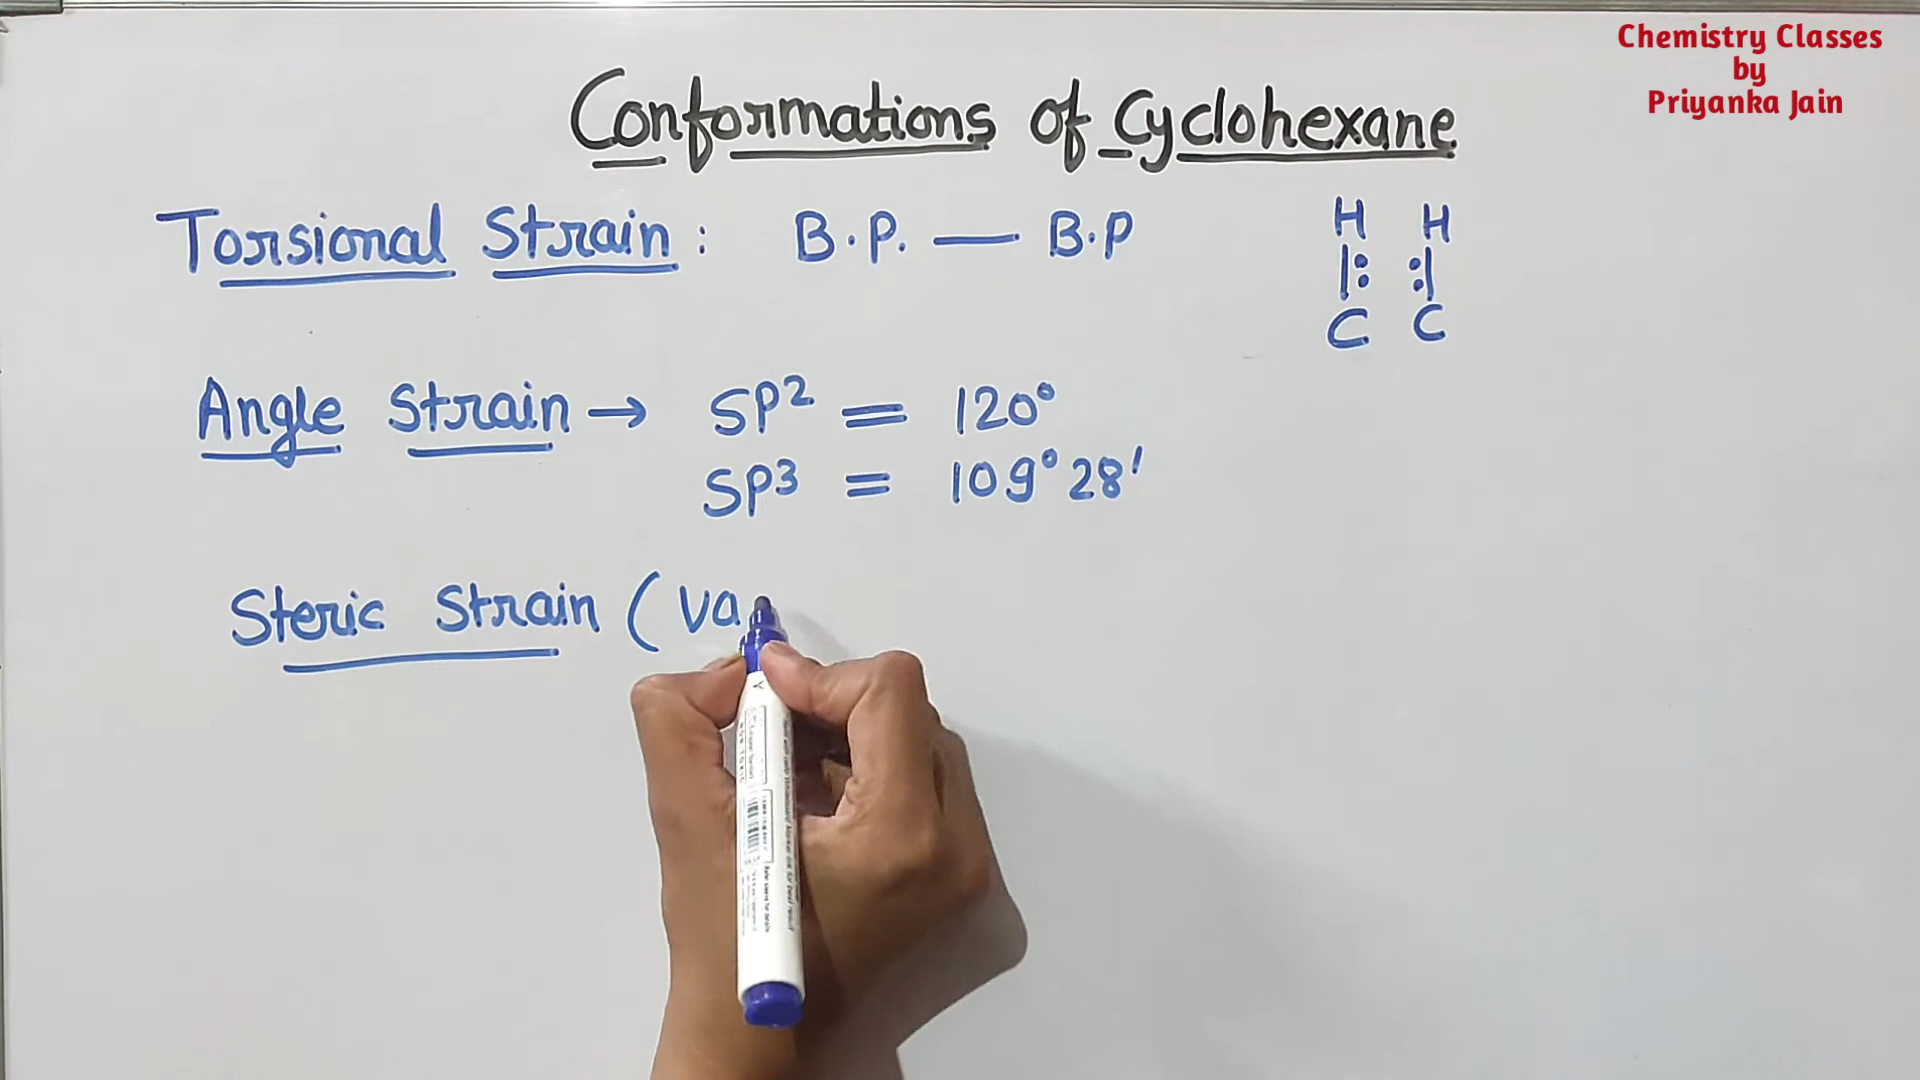 Chemistry Classes
by
Priyanka Jain
Conformations of Cyclohexane
Torsional Strain : B.P. — B.P
H H
C C
Angle Strain → SP² = 120°
SP³ = 109°28'
Steric Strain ( Va